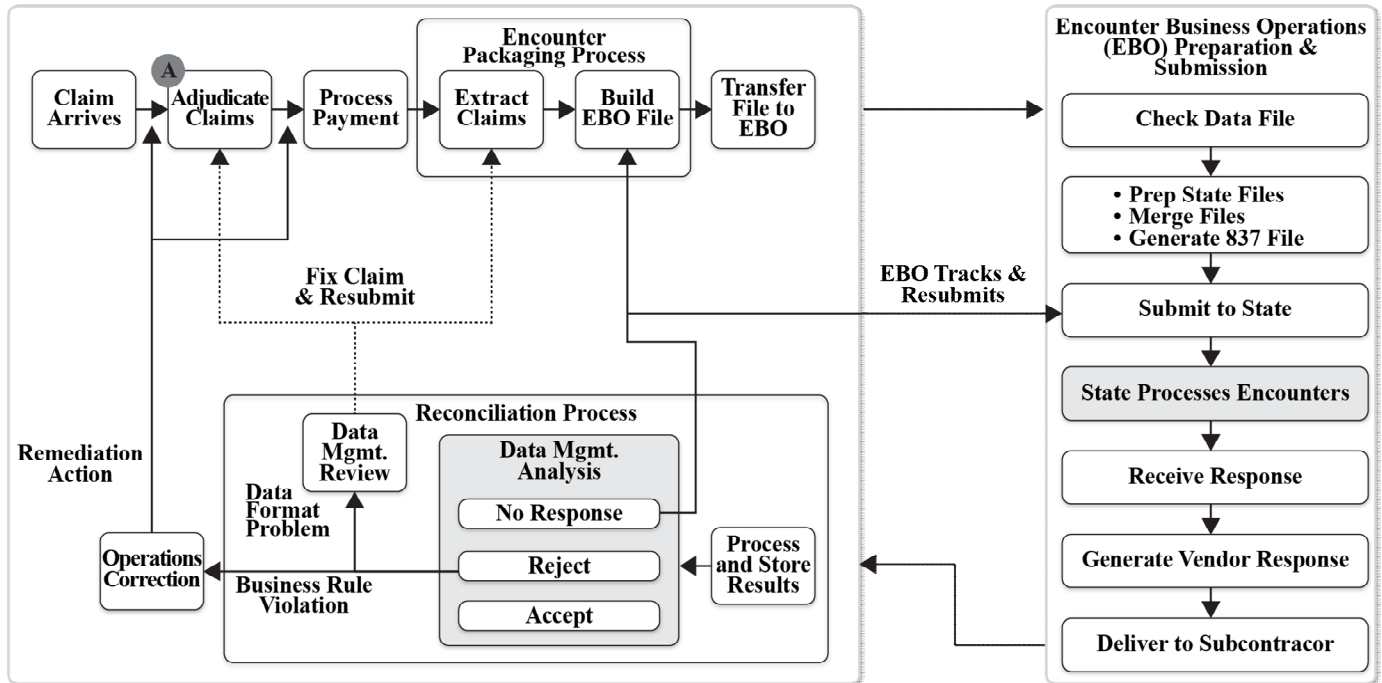 Encounter
Packaging Process
A
Claim
Arrives
Adjudicate
Claims
Process
Payment
Extract
Claims
Build
EBO File
Transfer
File to
EBO
Fix Claim
& Resubmit
EBO Tracks &
Resubmits
Remediation
Action
Reconciliation Process
Data
Mgmt.
Review
Data Mgmt.
Analysis
No Response
Reject
Accept
Data
Format
Problem
Process
and Store
Results
Operations
Correction
Business Rule
Violation
Encounter Business Operations
(EBO) Preparation &
Submission
Check Data File
• Prep State Files
• Merge Files
• Generate 837 File
Submit to State
State Processes Encounters
Receive Response
Generate Vendor Response
Deliver to Subcontracor